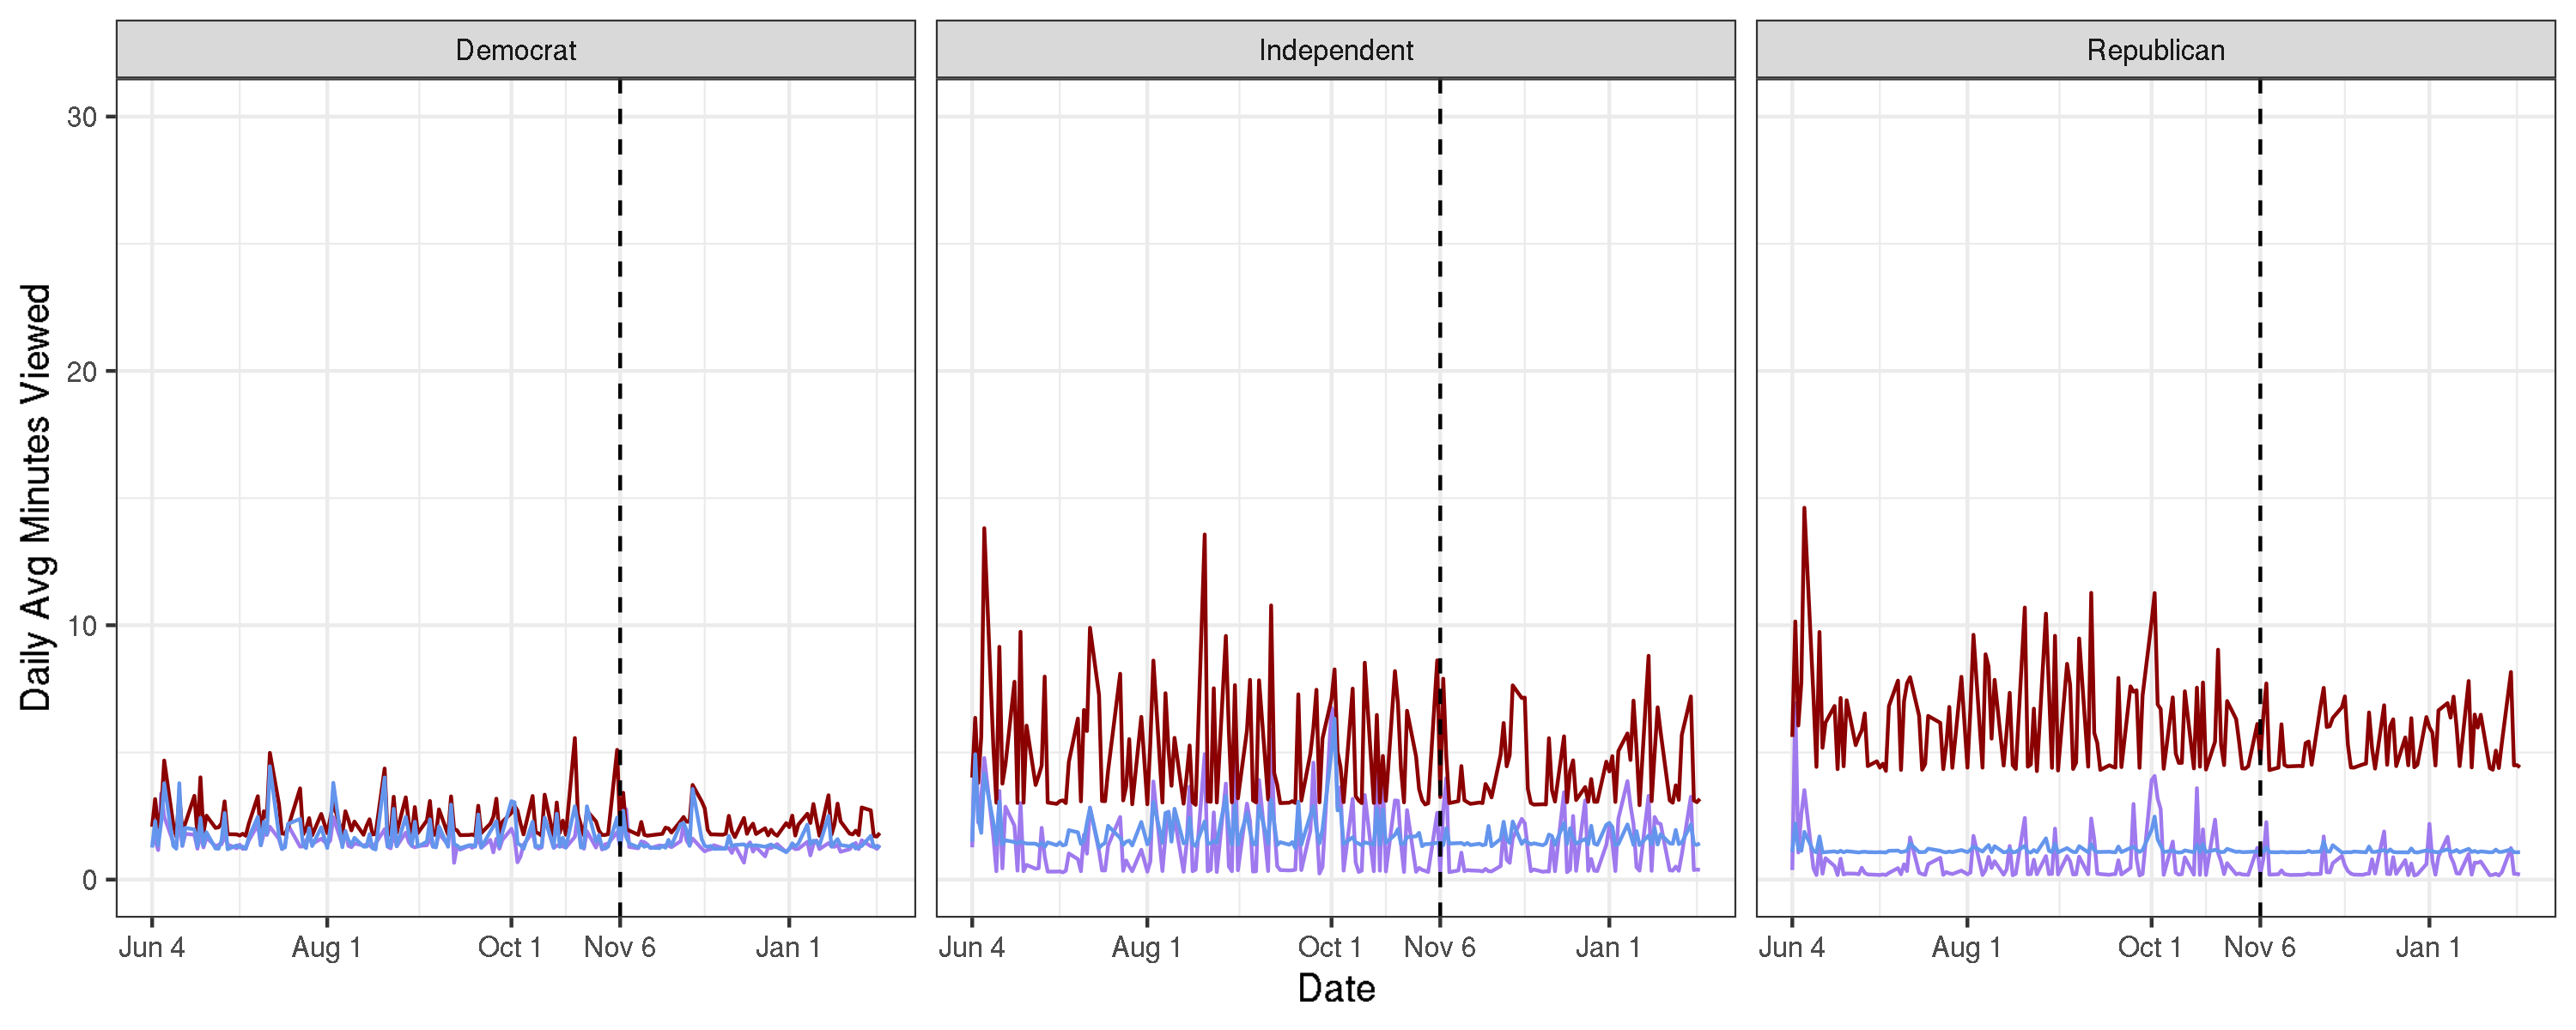 Democrat Independent Republican
30
20
10
0
Daily Avg Minutes Viewed
Jun 4 Aug 1 Oct 1 Nov 6 Jan 1 Jun 4 Aug 1 Oct 1 Nov 6 Jan 1 Jun 4 Aug 1 Oct 1 Nov 6 Jan 1
Date